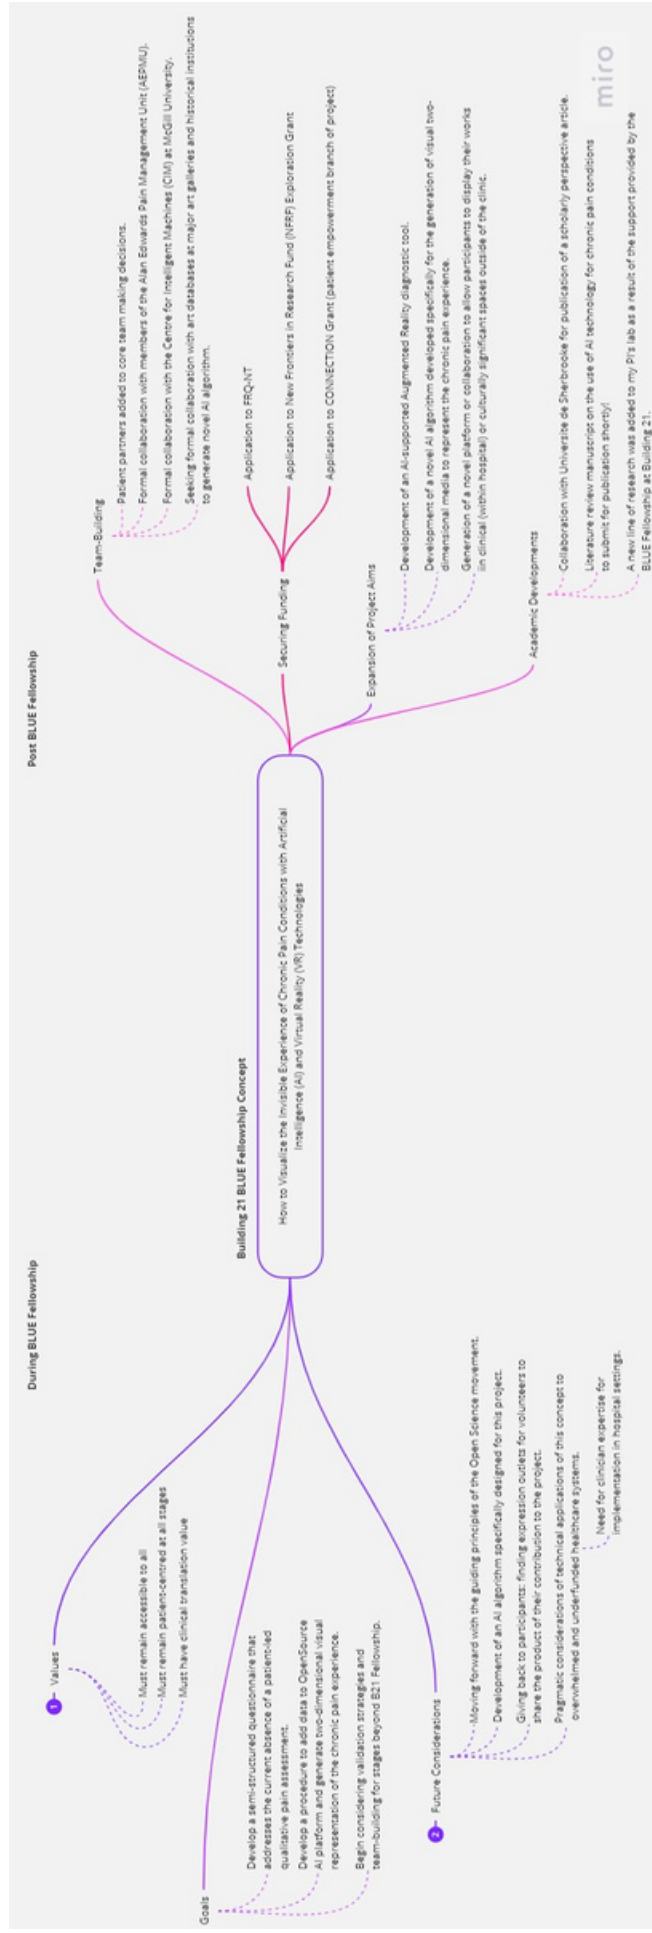 During BLUE Fellowship
Post BLUE Fellowship
Building 21 BLUE Fellowship Concept
How to Visualize the Invisible Experience of Chronic Pain Conditions with Artificial
Intelligence (AI) and Virtual Reality (VR) Technologies
1
Values
Must remain accessible to all
Must remain patient-centred at all stages
Must have clinical translation value
Goals
Develop a semi-structured questionnaire that
addresses the current absence of a patient-led
qualitative pain assessment.
Develop a procedure to add data to OpenSource
AI platform and generate two-dimensional visual
representation of the chronic pain experience.
Begin considering validation strategies and
team-building for stages beyond B21 Fellowship.
2
Future Considerations
Moving forward with the guiding principles of the Open Science movement.
Development of an AI algorithm specifically designed for this project.
Giving back to participants: finding expression outlets for volunteers to
share the product of their contribution to the project.
Pragmatic considerations of technical applications of this concept to
overwhelmed and underfunded healthcare systems.
Need for clinician expertise for
implementation in hospital settings.
Team-Building
Patient partners added to core team making decisions.
Formal collaboration with members of the Alan Edwards Pain Management Unit (AEPMU).
Formal collaboration with the Centre for Intelligent Machines (CIM) at McGill University.
Seeking formal collaboration with art databases at major art galleries and historical institutions
to generate novel AI algorithm.
Securing Funding
Application to FRQ-NT
Application to New Frontiers in Research Fund (NFRF) Exploration Grant
Application to CONNECTION Grant (patient empowerment branch of project)
Expansion of Project Aims
Development of an AI-supported Augmented Reality diagnostic tool.
Development of a novel AI algorithm developed specifically for the generation of visual two-
dimensional media to represent the chronic pain experience.
Generation of a novel platform or collaboration to allow participants to display their works
iin clinical (within hospital) or culturally significant spaces outside of the clinic.
Academic Developments
Collaboration with Universite de Sherbrooke for publication of a scholarly perspective article.
Literature review manuscript on the use of AI technology for chronic pain conditions
to submit for publication shortly!
A new line of research was added to my PI's lab as a result of the support provided by the
BLUE Fellowship at Building 21.
miro